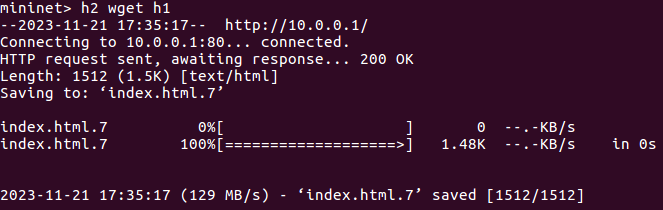 mininet> h2 wget h1
--2023-11-21 17:35:17--  http://10.0.0.1/
Connecting to 10.0.0.1:80... connected.
HTTP request sent, awaiting response... 200 OK
Length: 1512 (1.5K) [text/html]
Saving to: ‘index.html.7’

index.html.7          0%[                    ]       0  --.-KB/s
index.html.7        100%[===================>]   1.48K  --.-KB/s    in 0s

2023-11-21 17:35:17 (129 MB/s) - ‘index.html.7’ saved [1512/1512]